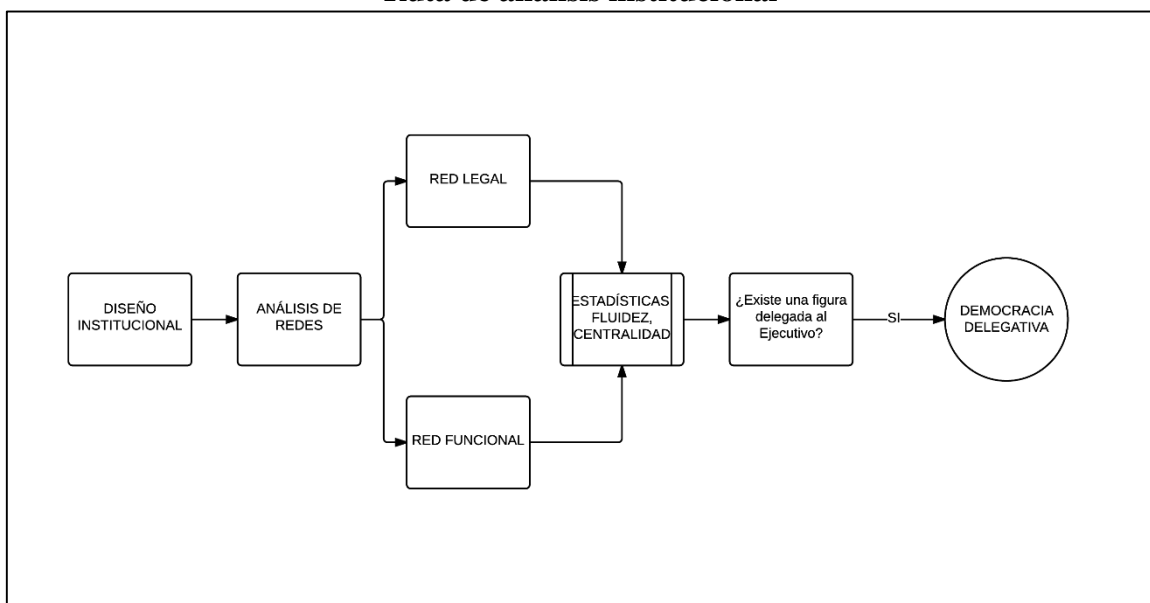 DISEÑO
INSTITUCIONAL
ANÁLISIS DE
REDES
RED LEGAL
RED FUNCIONAL
ESTADÍSTICAS
FLUIDEZ,
CENTRALIDAD
¿Existe una figura
delegada al
Ejecutivo?
SI
DEMOCRACIA
DELEGATIVA